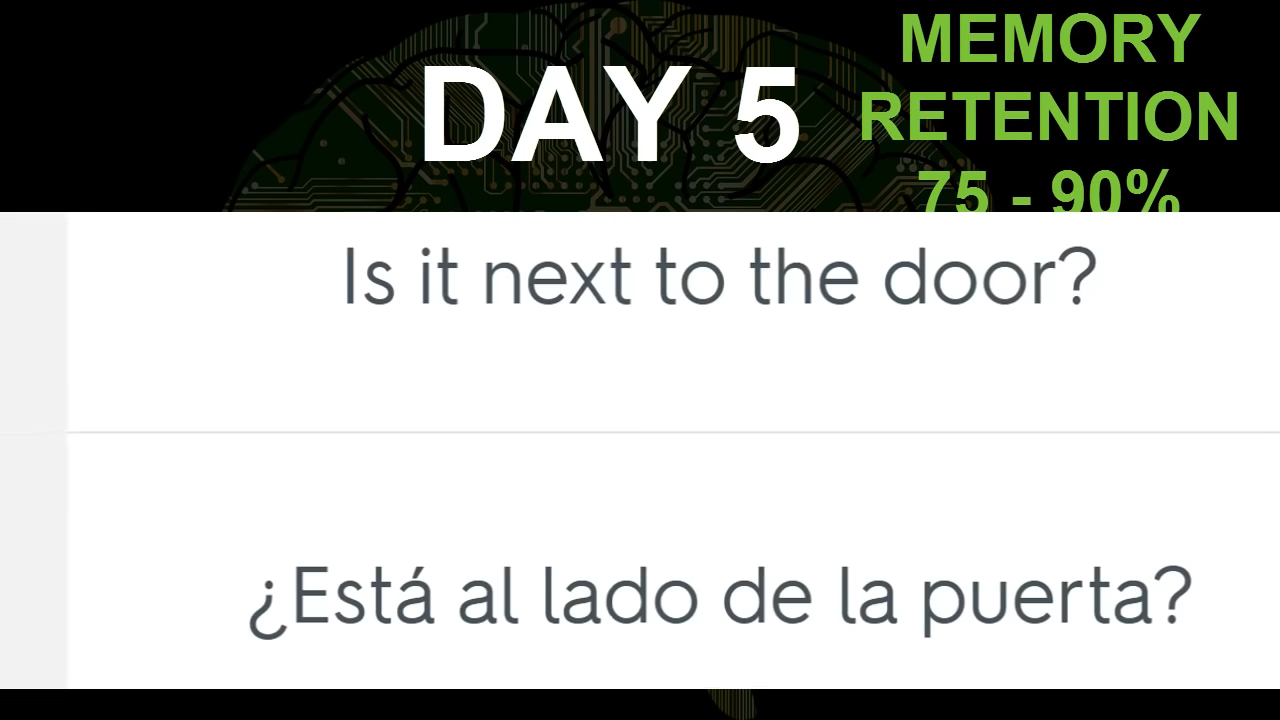 DAY 5
MEMORY
RETENTION
75 - 90%
Is it next to the door?
¿Está al lado de la puerta?